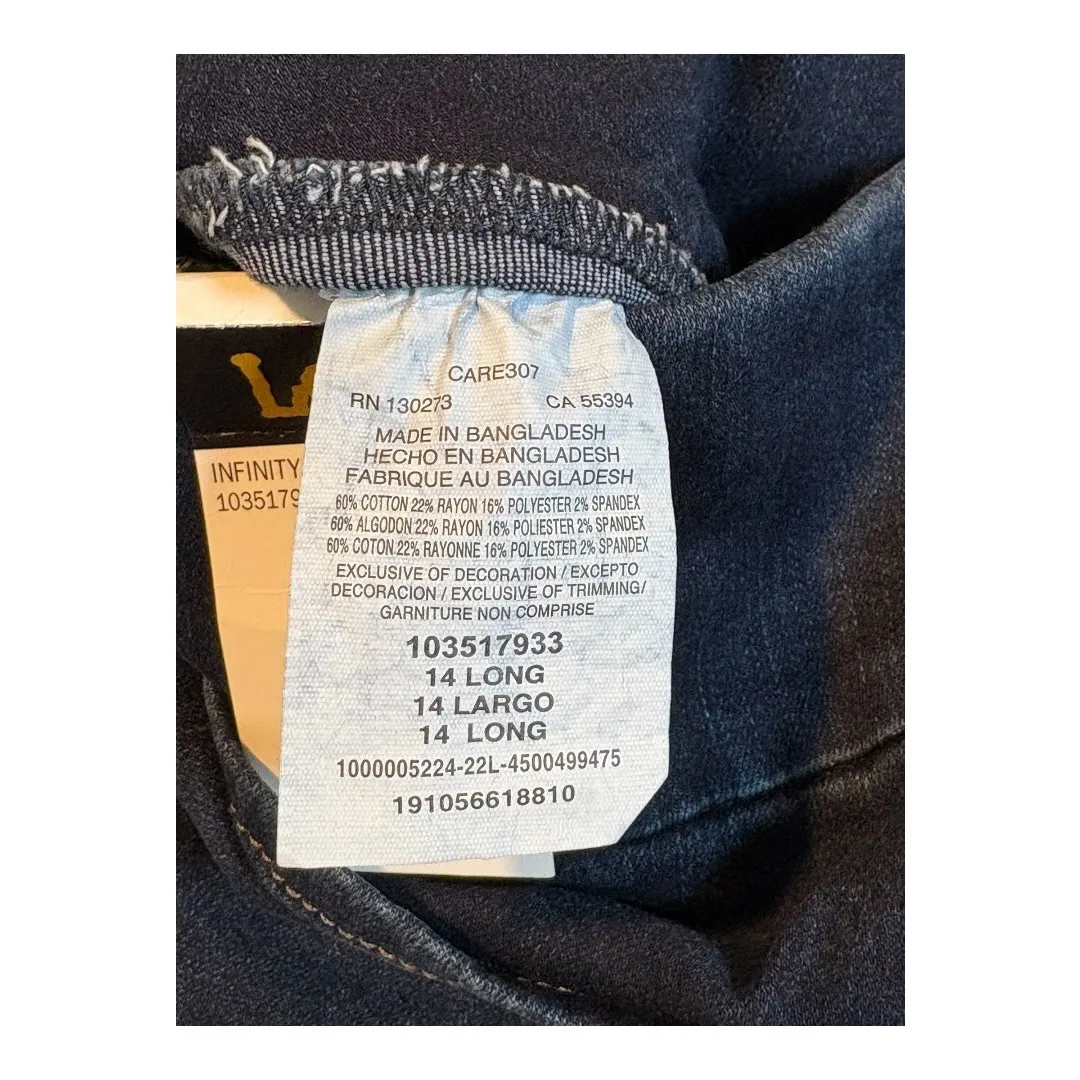 CARE307
RN 130273 CA 55394
MADE IN BANGLADESH
HECHO EN BANGLADESH
FABRIQUE AU BANGLADESH
60% COTTON 22% RAYON 16% POLYESTER 2% SPANDEX
60% ALGODON 22% RAYON 16% POLIESTER 2% SPANDEX
60% COTON 22% RAYONNE 16% POLYESTER 2% SPANDEX
EXCLUSIVE OF DECORATION / EXCEPTO
DECORACION / EXCLUSIVE OF TRIMMING/
GARNITURE NON COMPRISE
103517933
14 LONG
14 LARGO
14 LONG
1000005224-22L-4500499475
191056618810
INFINITY
1035179